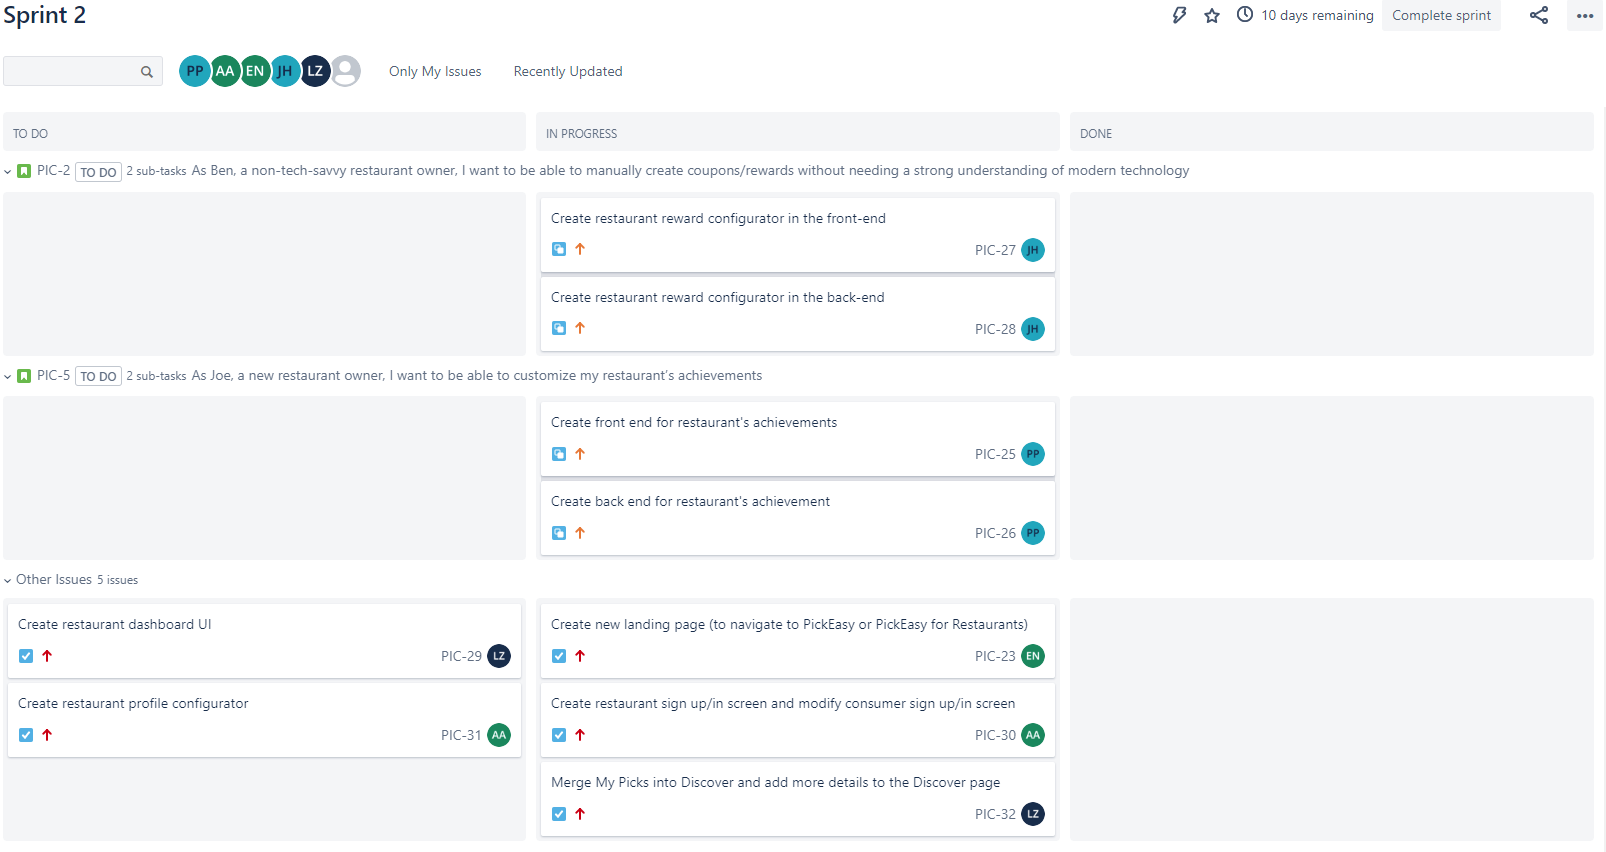 Sprint 2
10 days remaining
Complete sprint
PP AA EN JH LZ
Only My Issues
Recently Updated
TO DO
IN PROGRESS
DONE
PIC-2 TO DO 2 sub-tasks As Ben, a non-tech-savvy restaurant owner, I want to be able to manually create coupons/rewards without needing a strong understanding of modern technology
Create restaurant reward configurator in the front-end
PIC-27 JH
Create restaurant reward configurator in the back-end
PIC-28 JH
PIC-5 TO DO 2 sub-tasks As Joe, a new restaurant owner, I want to be able to customize my restaurant's achievements
Create front end for restaurant's achievements
PIC-25 PP
Create back end for restaurant's achievement
PIC-26 PP
Other Issues 5 issues
Create restaurant dashboard UI
PIC-29 LZ
Create restaurant profile configurator
PIC-31 AA
Create new landing page (to navigate to PickEasy or PickEasy for Restaurants)
PIC-23 EN
Create restaurant sign up/in screen and modify consumer sign up/in screen
PIC-30 AA
Merge My Picks into Discover and add more details to the Discover page
PIC-32 LZ